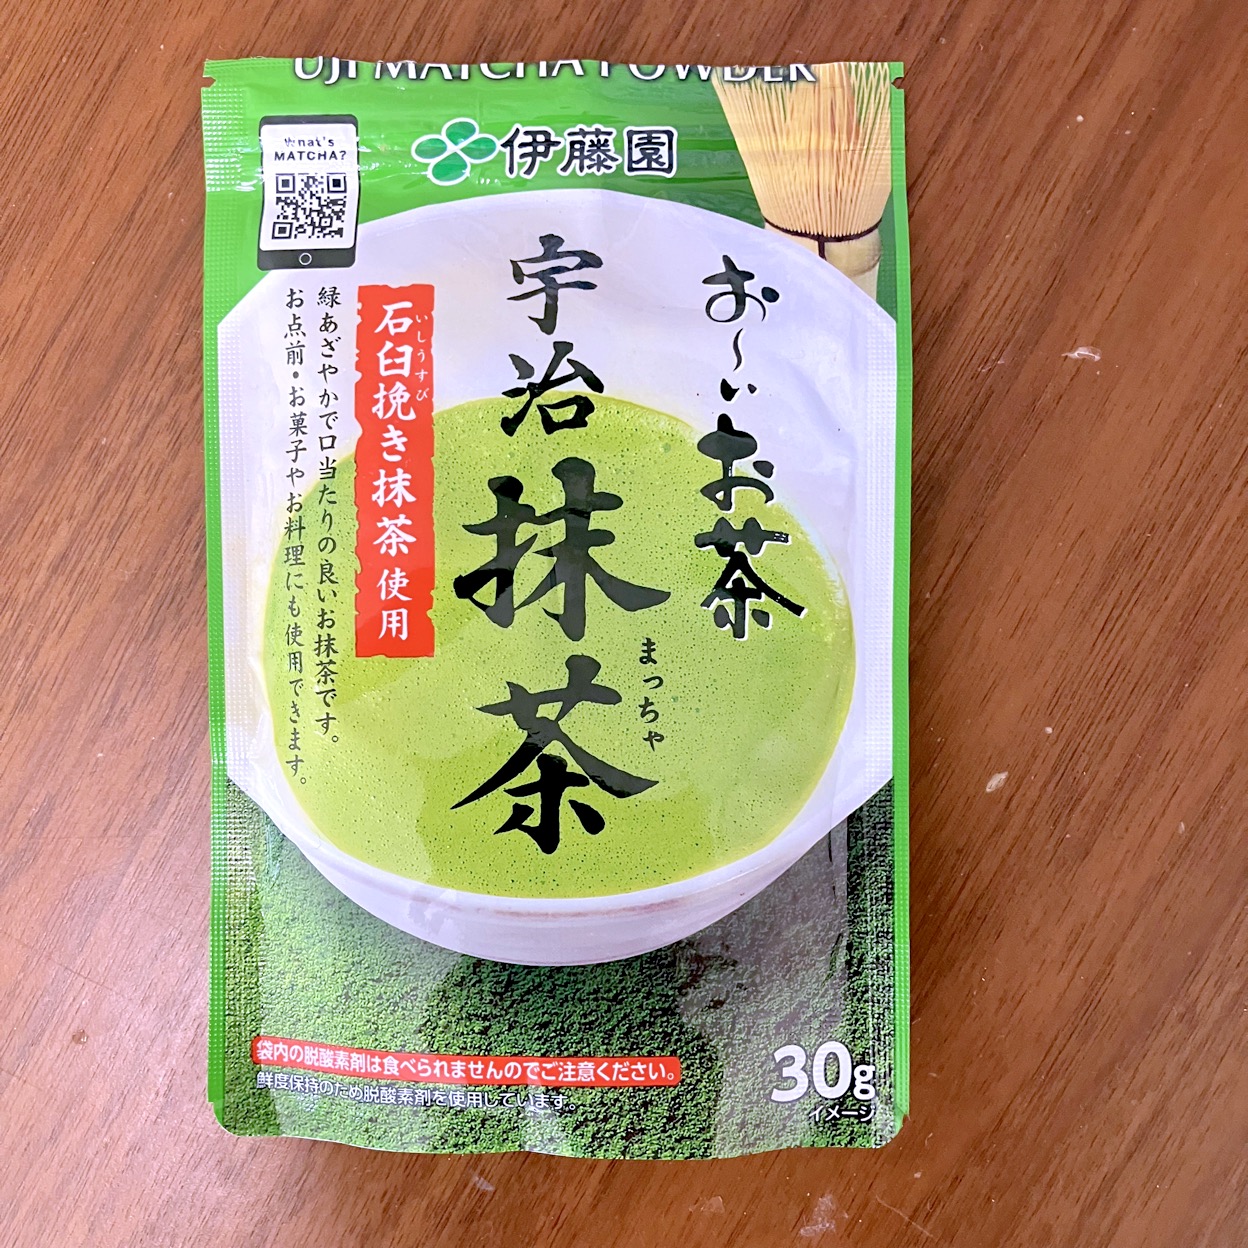 UJI MATCHA POWDER
What's
MATCHA?
伊藤園
お～いお茶
宇治抹茶
まっちゃ
いしうすび
石臼挽き抹茶使用
緑あざやかで口当たりの良いお抹茶です。
お点前・お菓子やお料理にも使用できます。
袋内の脱酸素剤は食べられませんのでご注意ください。
鮮度保持のため脱酸素剤を使用しています。
30g
イメージ